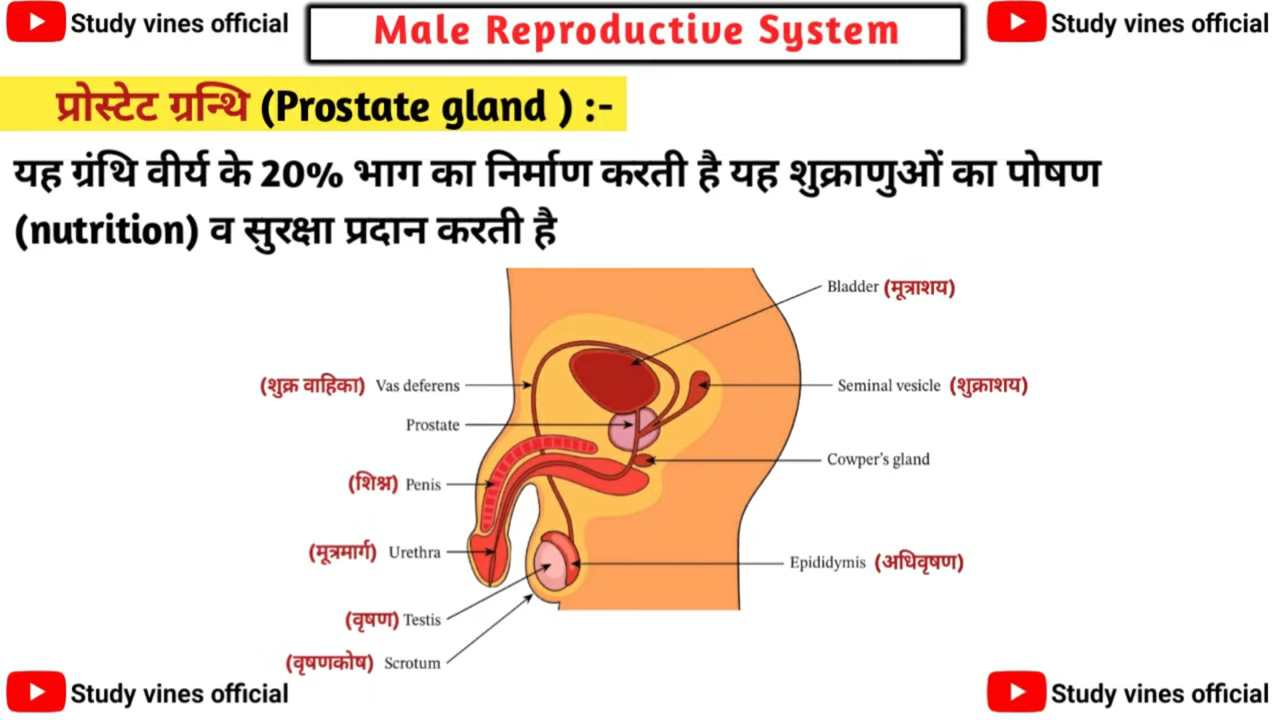 Study vines official
Male Reproductive System
Study vines official
प्रोस्टेट ग्रन्थि (Prostate gland ) :-
यह ग्रंथि वीर्य के 20% भाग का निर्माण करती है यह शुक्राणुओं का पोषण
(nutrition) व सुरक्षा प्रदान करती है
Bladder (मूत्राशय)
(शुक्र वाहिका) Vas deferens
Seminal vesicle (शुक्राशय)
Prostate
Cowper's gland
(शिश्न) Penis
(मूत्रमार्ग) Urethra
Epididymis (अधिवृषण)
(वृषण) Testis
(वृषणकोष) Scrotum
Study vines official
Study vines official